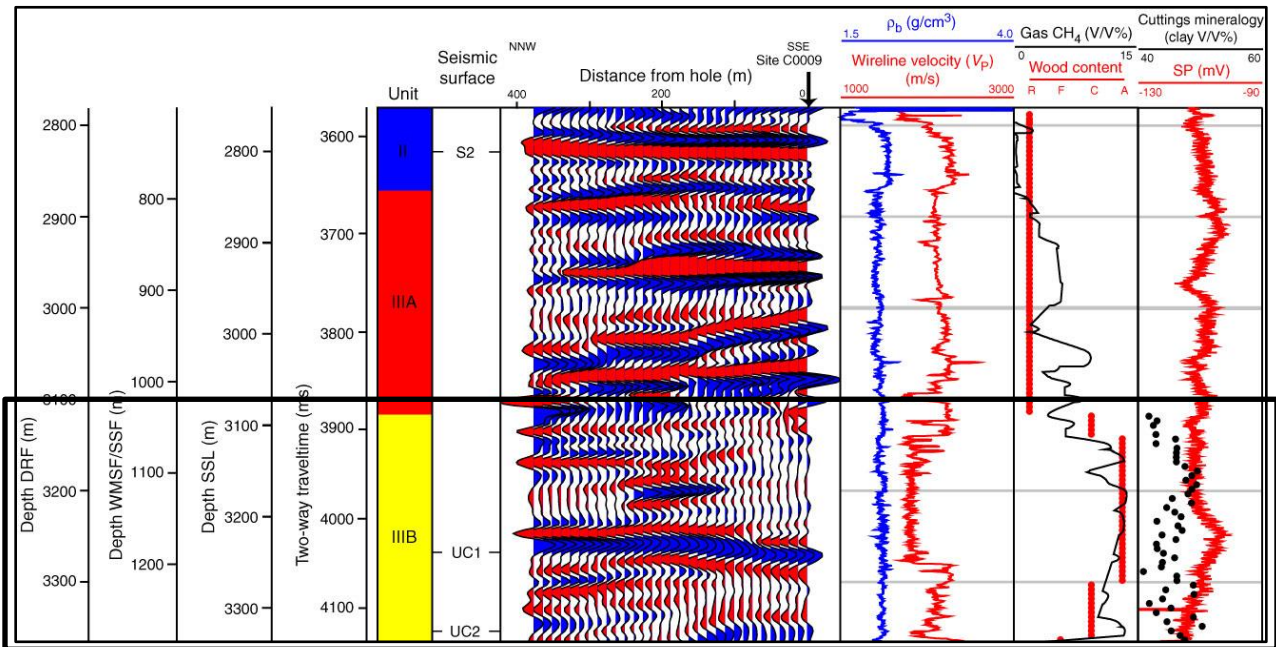 ρb (g/cm³)
1.5 4.0
Wireline velocity (VP)
(m/s)
1000 3000
Gas CH4 (V/V%)
0 15
Wood content
R F C A
Cuttings mineralogy
(clay V/V%)
40 60
SP (mV)
-130 -90
Unit
Seismic
surface
NNW
SSE
Site C0009
Distance from hole (m)
400 200 0
Depth DRF (m)
2800
2900
3000
3100
3200
3300
Depth WMSF/SSF (m)
800
900
1000
1100
1200
Depth SSL (m)
2800
2900
3000
3100
3200
3300
Two-way traveltime (ms)
3600
3700
3800
3900
4000
4100
II
IIIA
IIIB
S2
UC1
UC2